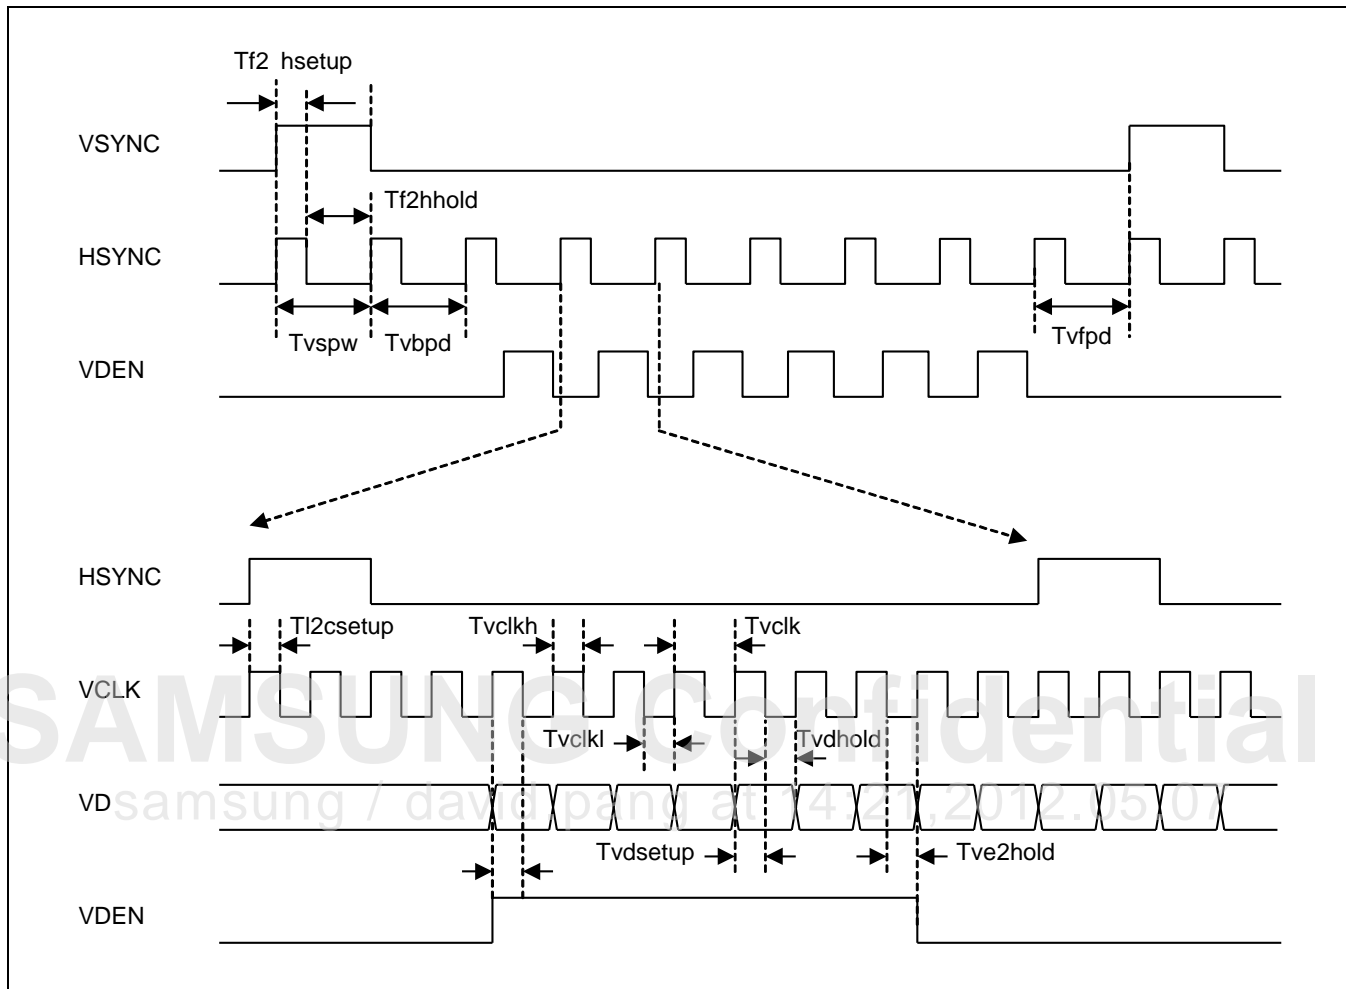 Tf2 hsetup
VSYNC
Tf2hhold
HSYNC
Tvspw
Tvbpd
Tvfpd
VDEN
HSYNC
Tl2csetup
Tvclkh
Tvclk
VCLK
SAMSUNG Confidential
Tvclkl
Tvdhold
VD
samsung / david.pang at 14:21,2012.05.07
Tvdsetup
Tve2hold
VDEN